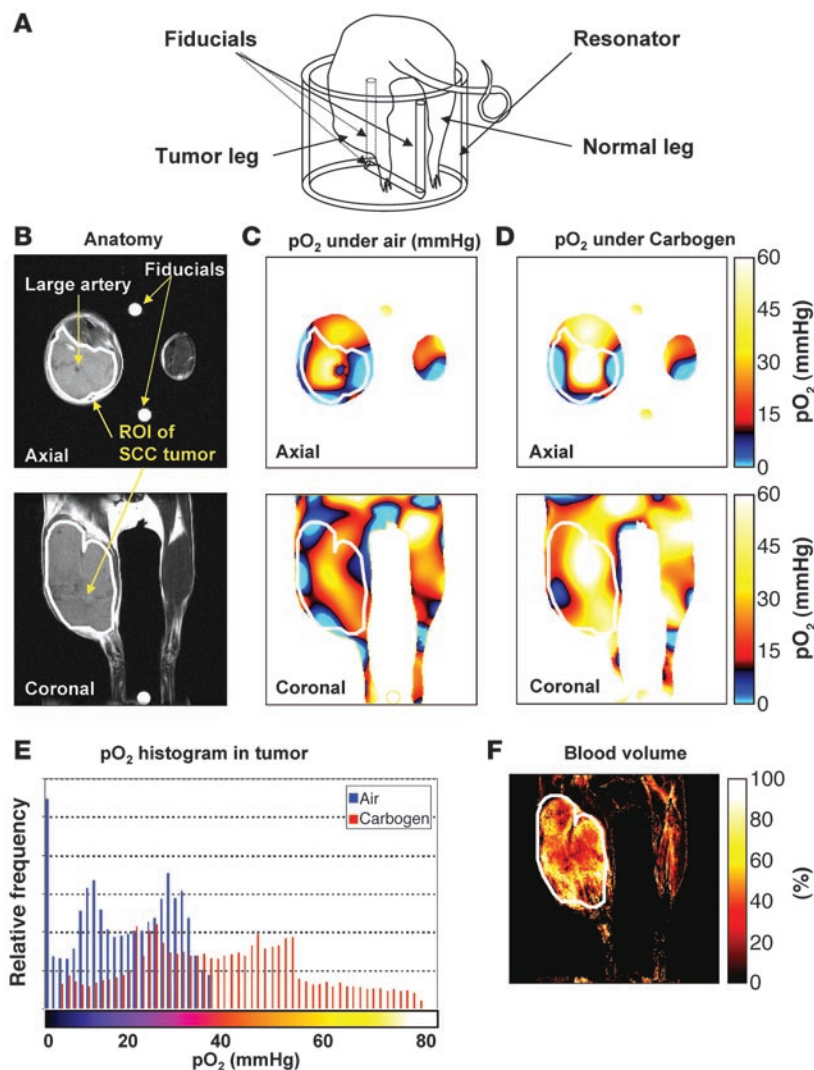 A
Fiducials
Resonator
Tumor leg
Normal leg
B Anatomy
Large artery
Fiducials
ROI of
SCC tumor
Axial
Coronal
C pO2 under air (mmHg)
Axial
Coronal
D pO2 under Carbogen
Axial
Coronal
60
45
30
15
0
pO2 (mmHg)
60
45
30
15
0
pO2 (mmHg)
E pO2 histogram in tumor
Relative frequency
Air
Carbogen
0 20 40 60 80
pO2 (mmHg)
F Blood volume
100
80
60
40
20
0
(%)